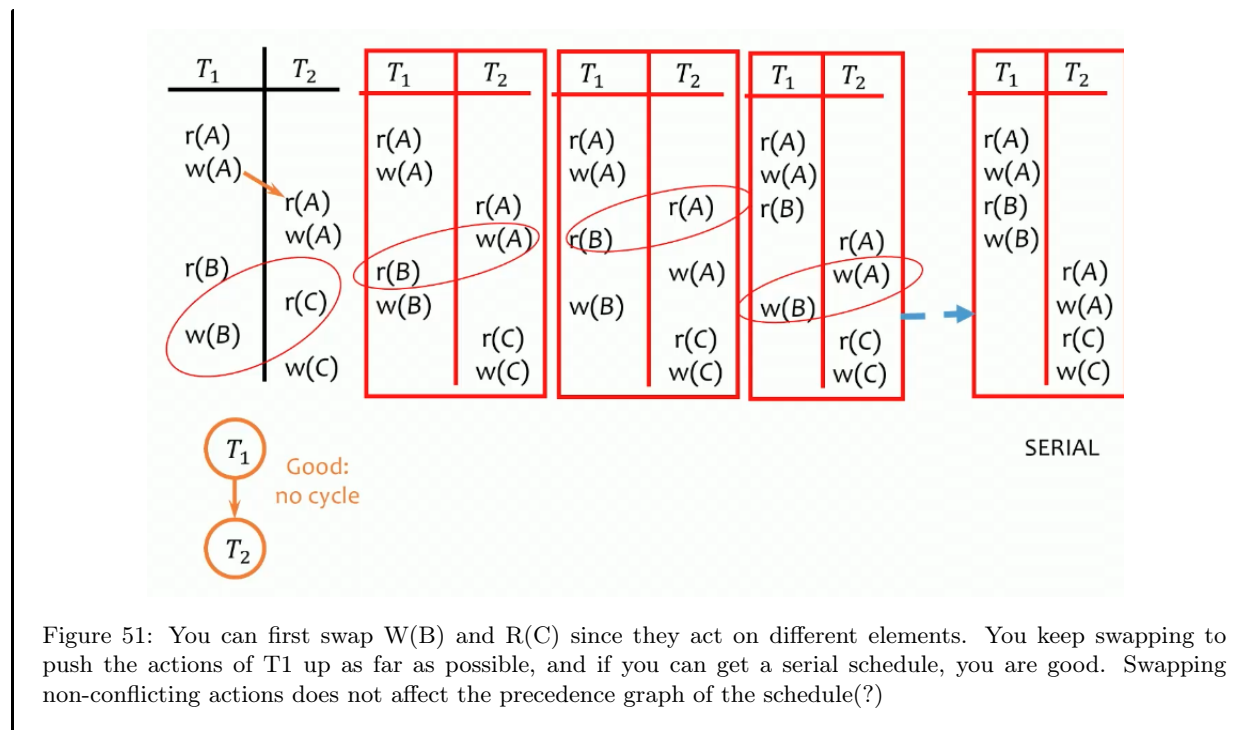 T1 T2 T1 T2 T1 T2 T1 T2 T1 T2
r(A)
w(A)
r(A)
w(A)
r(B)
r(C)
w(B)
w(C)
r(A)
w(A)
r(A)
w(A)
r(B)
w(B)
r(C)
w(C)
r(A)
w(A)
r(A)
r(B)
w(A)
w(B)
r(C)
w(C)
r(A)
w(A)
r(B)
r(A)
w(A)
w(B)
r(C)
w(C)
r(A)
w(A)
r(B)
w(B)
r(A)
w(A)
r(C)
w(C)
T1
Good:
no cycle
T2
SERIAL
Figure 51: You can first swap W(B) and R(C) since they act on different elements. You keep swapping to
push the actions of T1 up as far as possible, and if you can get a serial schedule, you are good. Swapping
non-conflicting actions does not affect the precedence graph of the schedule(?)